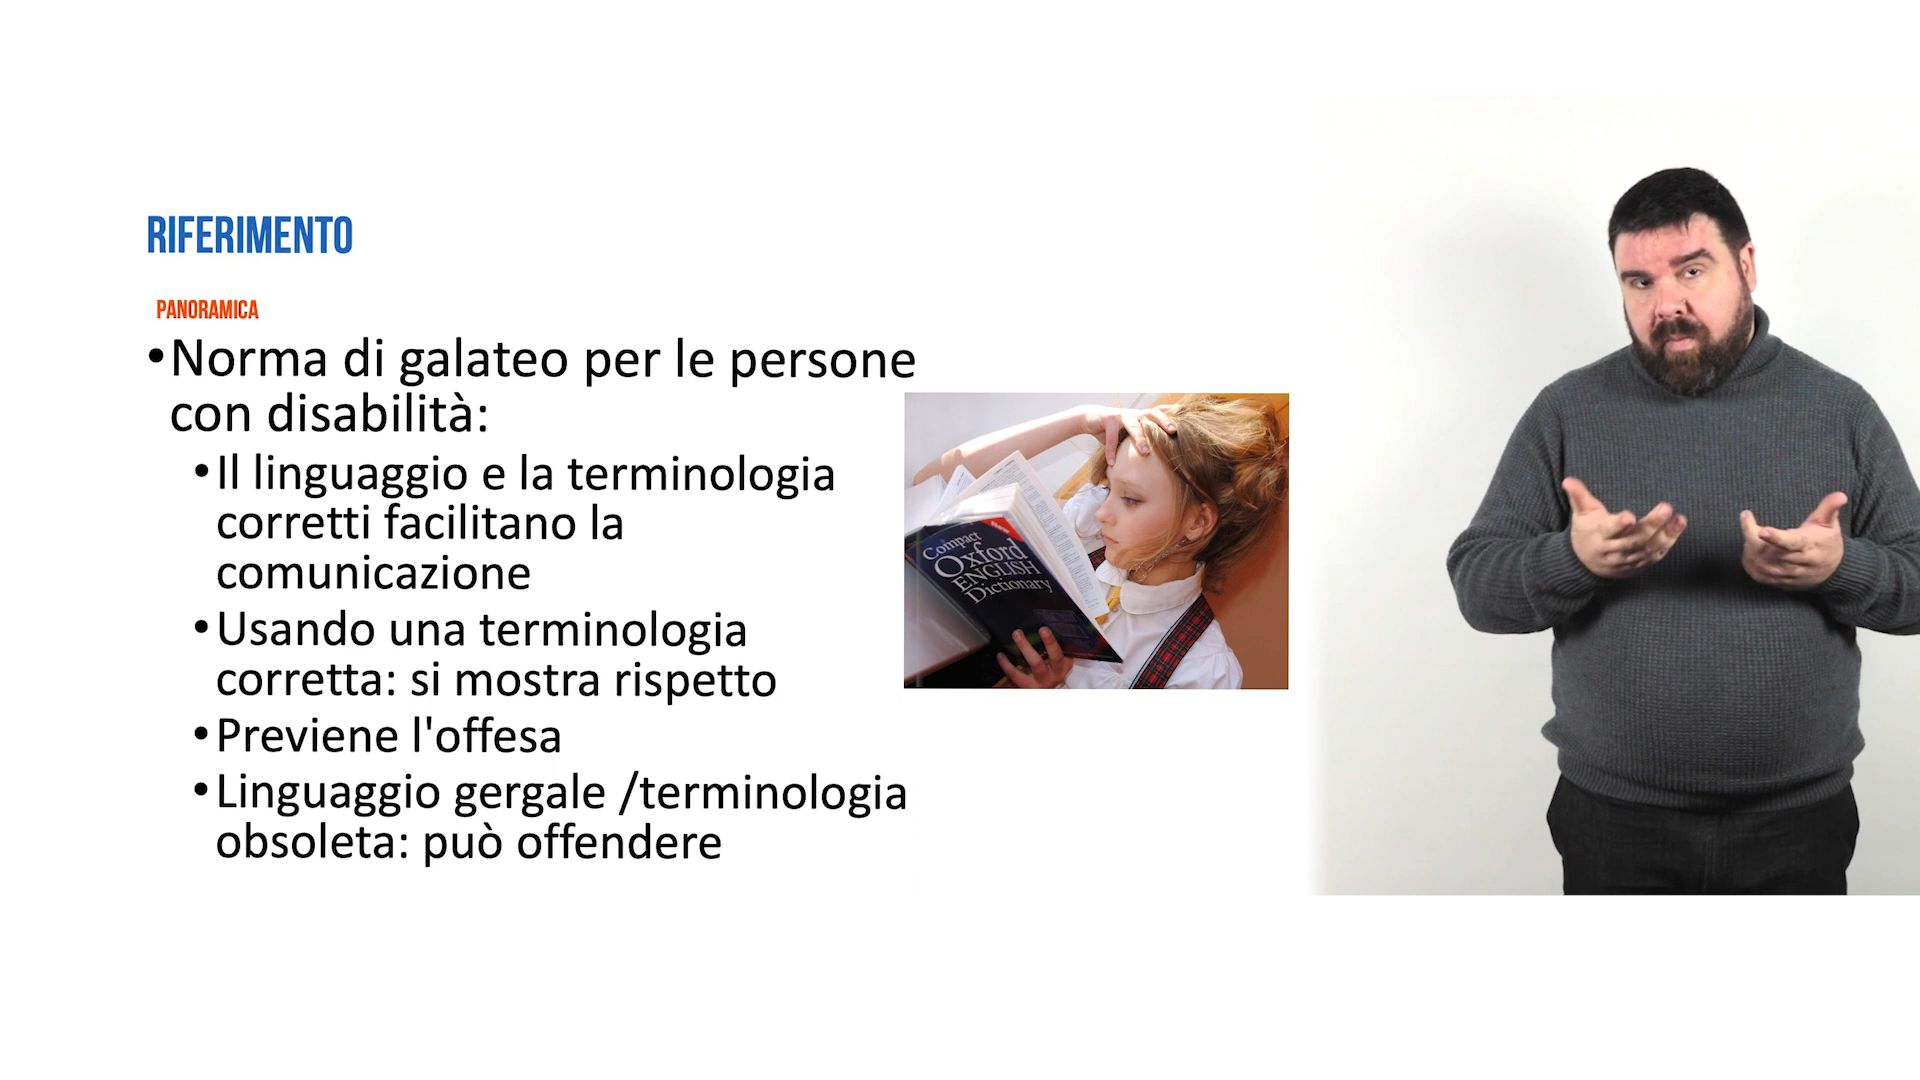 RIFERIMENTO
PANORAMICA
•Norma di galateo per le persone
con disabilità:
•Il linguaggio e la terminologia
corretti facilitano la
comunicazione
•Usando una terminologia
corretta: si mostra rispetto
•Previene l'offesa
•Linguaggio gergale /terminologia
obsoleta: può offendere
Compact
Oxford
ENGLISH
Dictionary